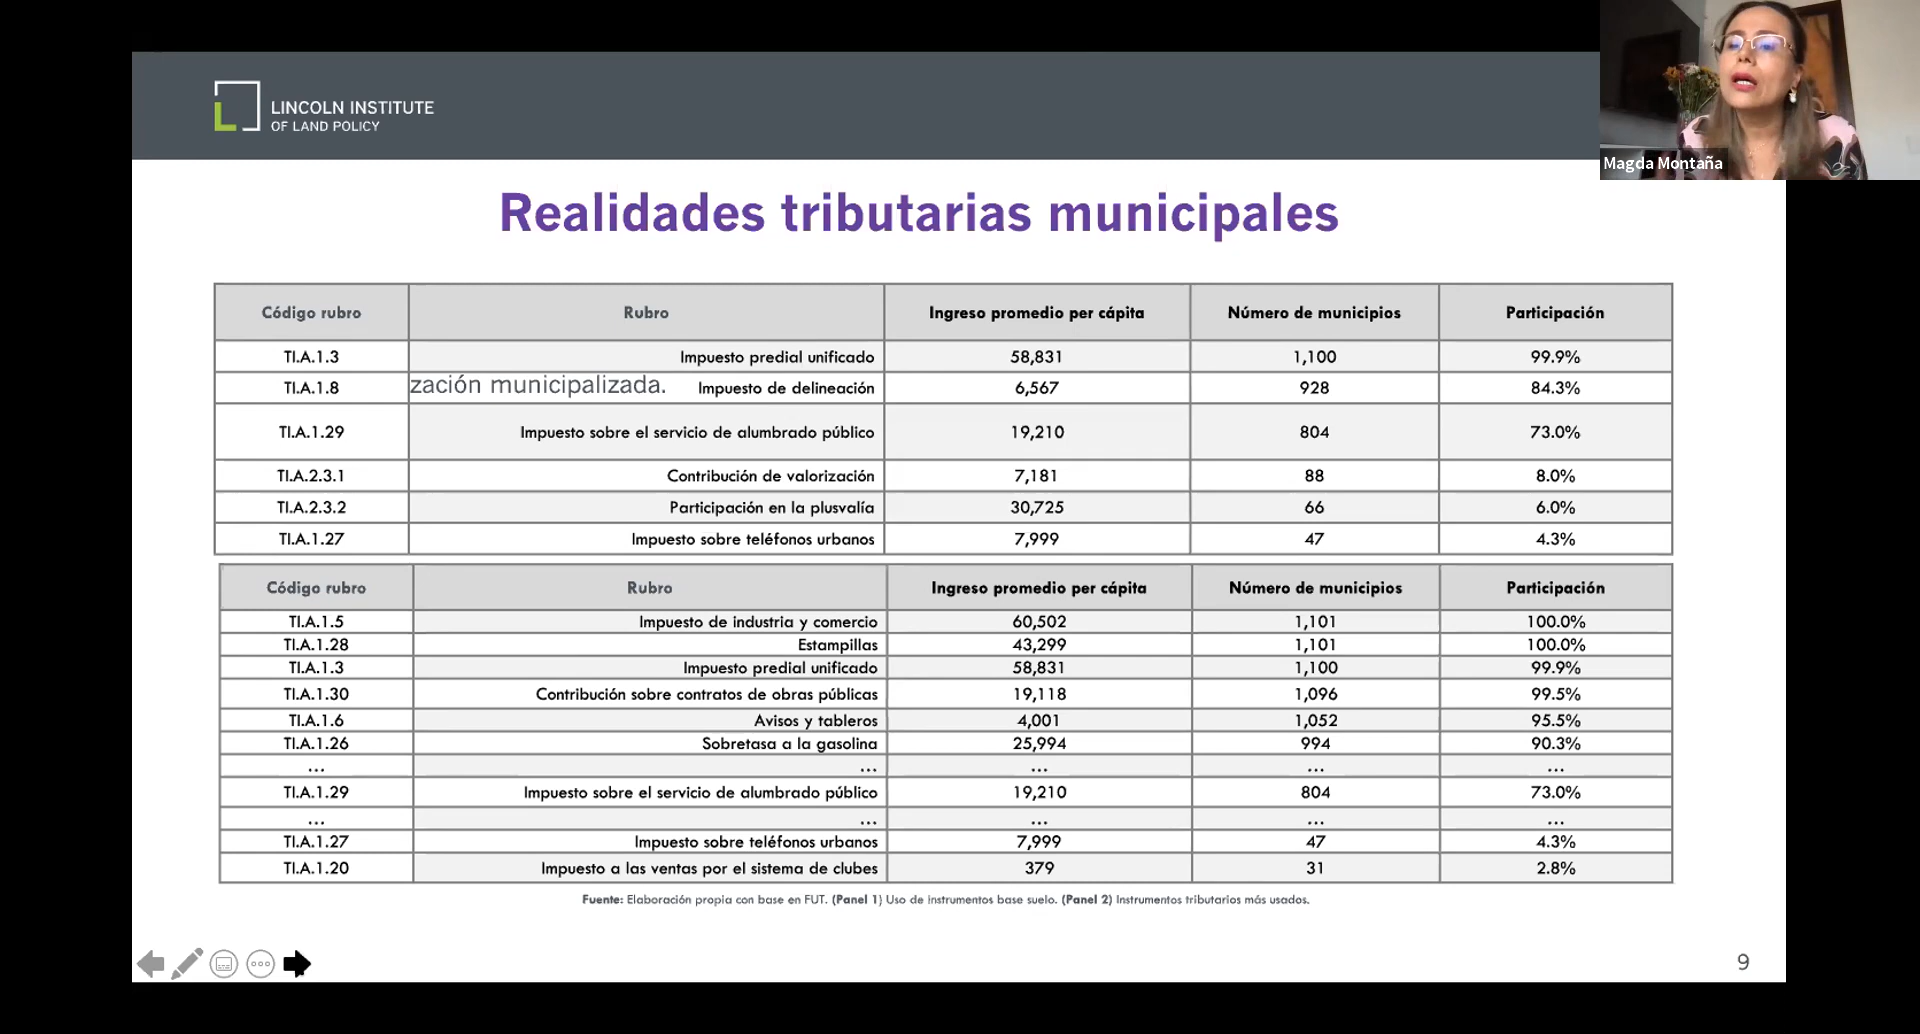 LINCOLN INSTITUTE
OF LAND POLICY
Magda Montaña
Realidades tributarias municipales
Código rubro Rubro Ingreso promedio per cápita Número de municipios Participación
TI.A.1.3 Impuesto predial unificado 58,831 1,100 99.9%
TI.A.1.8 zación municipalizada. Impuesto de delineación 6,567 928 84.3%
TI.A.1.29 Impuesto sobre el servicio de alumbrado público 19,210 804 73.0%
TI.A.2.3.1 Contribución de valorización 7,181 88 8.0%
TI.A.2.3.2 Participación en la plusvalía 30,725 66 6.0%
TI.A.1.27 Impuesto sobre teléfonos urbanos 7,999 47 4.3%
Código rubro Rubro Ingreso promedio per cápita Número de municipios Participación
TI.A.1.5 Impuesto de industria y comercio 60,502 1,101 100.0%
TI.A.1.28 Estampillas 43,299 1,101 100.0%
TI.A.1.3 Impuesto predial unificado 58,831 1,100 99.9%
TI.A.1.30 Contribución sobre contratos de obras públicas 19,118 1,096 99.5%
TI.A.1.6 Avisos y tableros 4,001 1,052 95.5%
TI.A.1.26 Sobretasa a la gasolina 25,994 994 90.3%
... ... ... ... ...
TI.A.1.29 Impuesto sobre el servicio de alumbrado público 19,210 804 73.0%
... ... ... ... ...
TI.A.1.27 Impuesto sobre teléfonos urbanos 7,999 47 4.3%
TI.A.1.20 Impuesto a las ventas por el sistema de clubes 379 31 2.8%
Fuente: Elaboración propia con base en FUT. (Panel 1) Uso de instrumentos base suelo. (Panel 2) Instrumentos tributarios más usados.
9